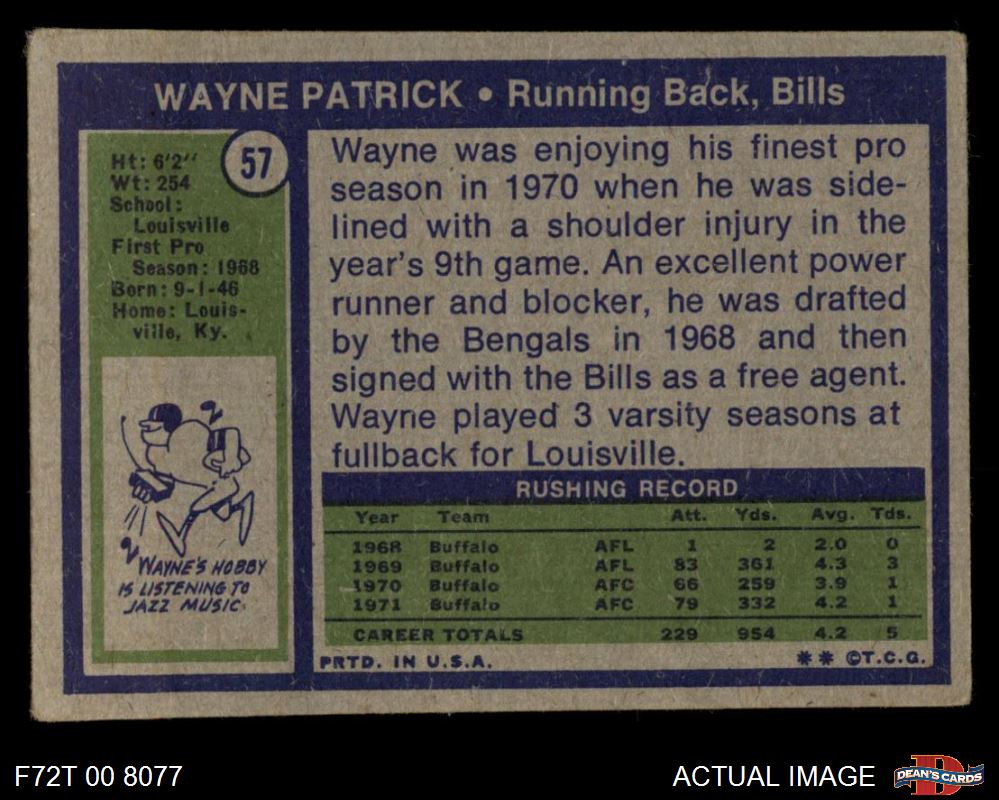 WAYNE PATRICK • Running Back, Bills
57
Ht: 6'2''
Wt: 254
School:
Louisville
First Pro
Season: 1968
Born: 9-1-46
Home: Louis-
ville, Ky.
WAYNE'S HOBBY
IS LISTENING TO
JAZZ MUSIC.
Wayne was enjoying his finest pro
season in 1970 when he was side-
lined with a shoulder injury in the
year's 9th game. An excellent power
runner and blocker, he was drafted
by the Bengals in 1968 and then
signed with the Bills as a free agent.
Wayne played 3 varsity seasons at
fullback for Louisville.
RUSHING RECORD
Year Team Att. Yds. Avg. Tds.
1968 Buffalo AFL 1 2 2.0 0
1969 Buffalo AFL 83 361 4.3 3
1970 Buffalo AFC 66 259 3.9 1
1971 Buffalo AFC 79 332 4.2 1
CAREER TOTALS 229 954 4.2 5
PRTD. IN U.S.A. ** ©T.C.G.
F72T 00 8077 ACTUAL IMAGE
D
DEAN'S CARDS